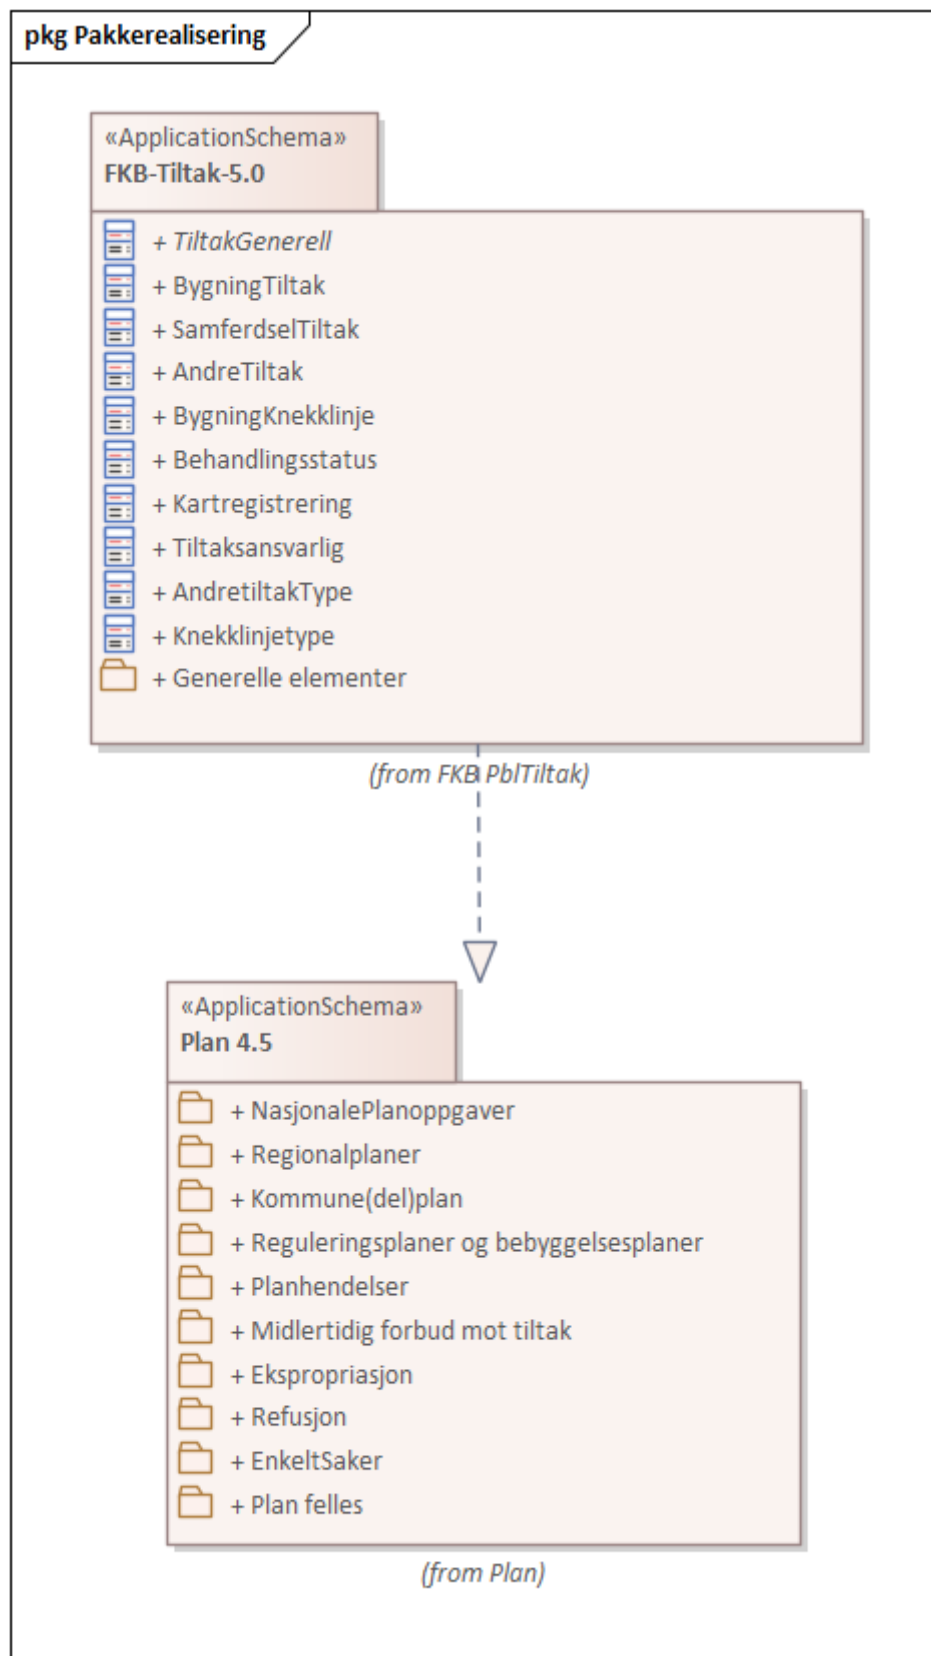 pkg Pakkerealisering
«ApplicationSchema»
FKB-Tiltak-5.0
+ TiltakGenerell
+ BygningTiltak
+ SamferdselTiltak
+ AndreTiltak
+ BygningKnekklinje
+ Behandlingsstatus
+ Kartregistrering
+ Tiltaksansvarlig
+ AndretiltakType
+ Knekklinjetype
+ Generelle elementer
(from FKB PblTiltak)
«ApplicationSchema»
Plan 4.5
+ NasjonalePlanoppgaver
+ Regionalplaner
+ Kommune(del)plan
+ Reguleringsplaner og bebyggelsesplaner
+ Planhendelser
+ Midlertidig forbud mot tiltak
+ Ekspropriasjon
+ Refusjon
+ EnkeltSaker
+ Plan felles
(from Plan)